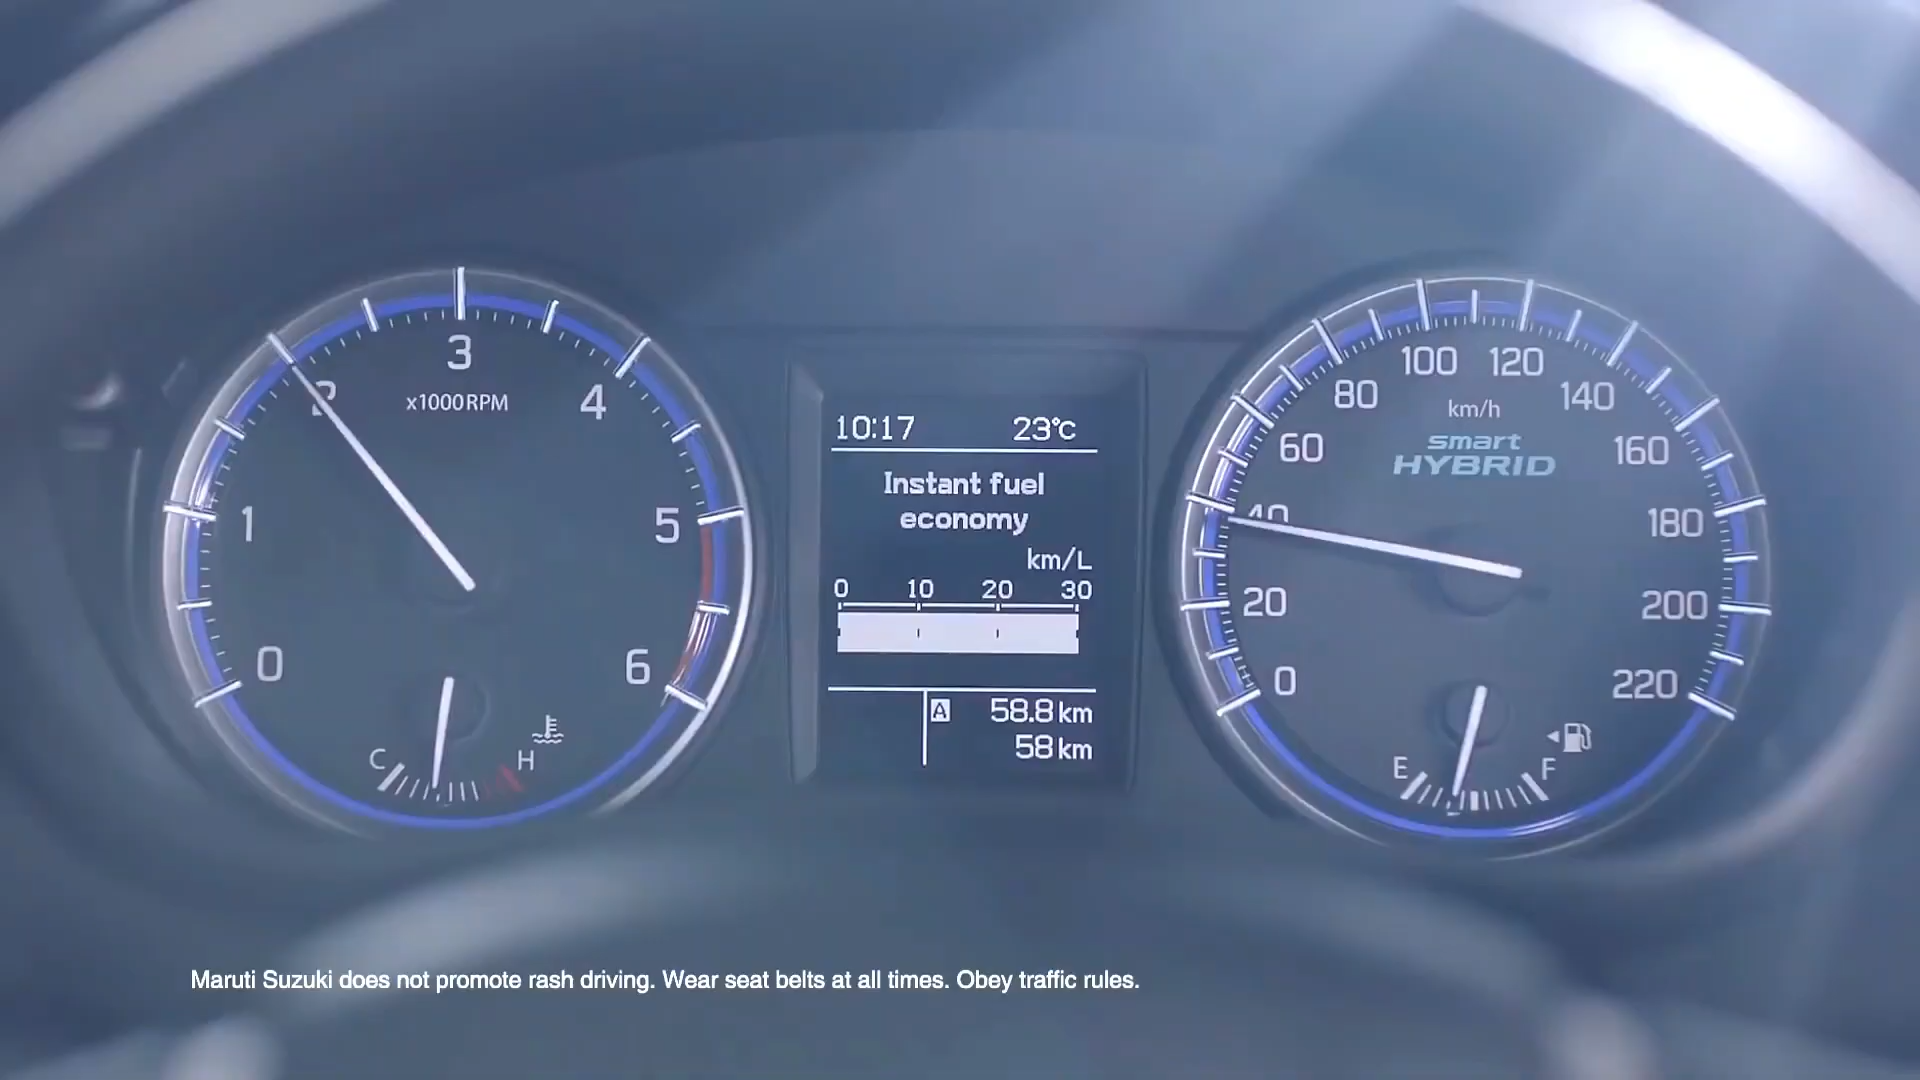 0
1
2
3
4
5
6
x1000RPM
C
H
10:17 23°C
Instant fuel
economy
km/L
0 10 20 30
A 58.8 km
58 km
0
20
40
60
80
100
120
140
160
180
200
220
km/h
smart
HYBRID
E
F
Maruti Suzuki does not promote rash driving. Wear seat belts at all times. Obey traffic rules.